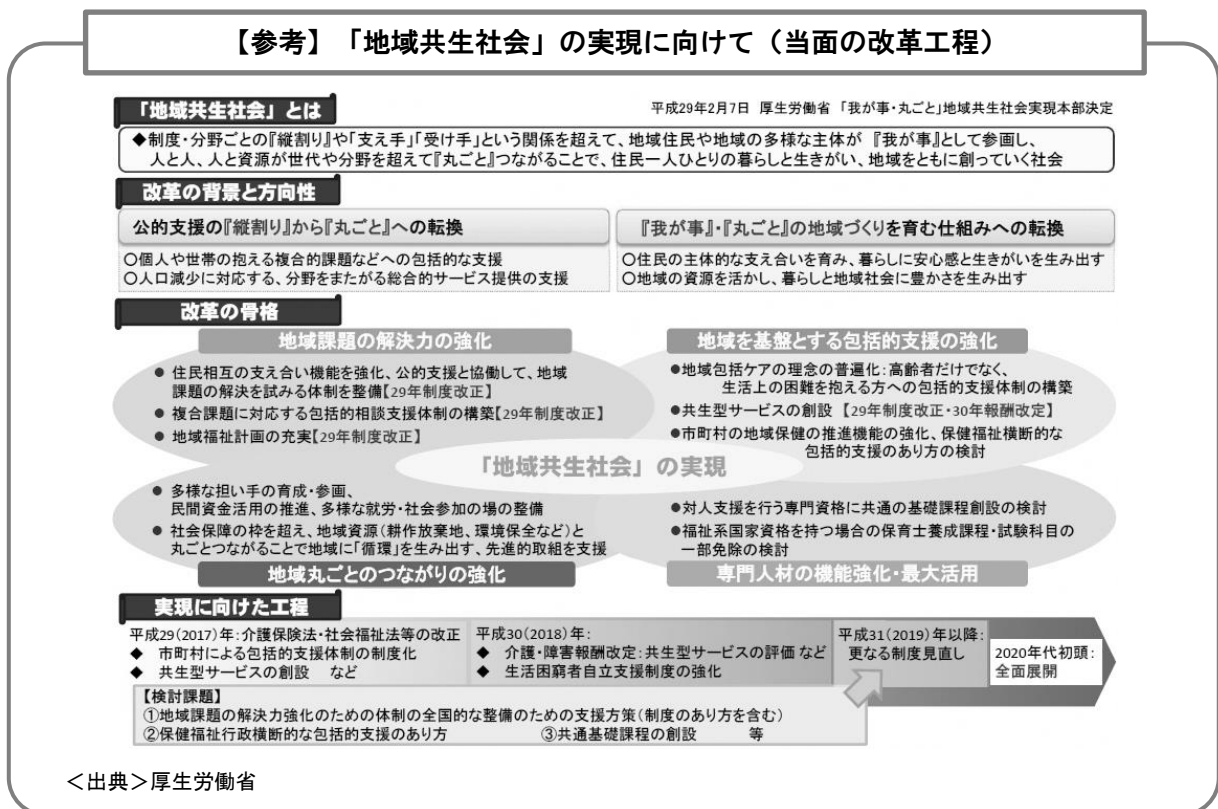 【参考】「地域共生社会」の実現に向けて(当面の改革工程)
「地域共生社会」とは
平成29年2月7日 厚生労働省 「我が事・丸ごと」地域共生社会実現本部決定
◆制度・分野ごとの『縦割り』や「支え手」「受け手」という関係を超えて、地域住民や地域の多様な主体が 『我が事』として参画し、
人と人、人と資源が世代や分野を超えて『丸ごと』つながることで、住民一人ひとりの暮らしと生きがい、地域をともに創っていく社会
改革の背景と方向性
公的支援の『縦割り』から『丸ごと』への転換
○個人や世帯の抱える複合的課題などへの包括的な支援
○人口減少に対応する、分野をまたがる総合的サービス提供の支援
『我が事』・『丸ごと』の地域づくりを育む仕組みへの転換
○住民の主体的な支え合いを育み、暮らしに安心感と生きがいを生み出す
○地域の資源を活かし、暮らしと地域社会に豊かさを生み出す
改革の骨格
地域課題の解決力の強化
● 住民相互の支え合い機能を強化、公的支援と協働して、地域
課題の解決を試みる体制を整備【29年制度改正】
● 複合課題に対応する包括的相談支援体制の構築【29年制度改正】
● 地域福祉計画の充実【29年制度改正】
地域を基盤とする包括的支援の強化
●地域包括ケアの理念の普遍化:高齢者だけでなく、
生活上の困難を抱える方への包括的支援体制の構築
●共生型サービスの創設 【29年制度改正・30年報酬改定】
●市町村の地域保健の推進機能の強化、保健福祉横断的な
包括的支援のあり方の検討
「地域共生社会」の実現
● 多様な担い手の育成・参画、
民間資金活用の推進、多様な就労・社会参加の場の整備
● 社会保障の枠を超え、地域資源(耕作放棄地、環境保全など)と
丸ごとつながることで地域に「循環」を生み出す、先進的取組を支援
地域丸ごとのつながりの強化
●対人支援を行う専門資格に共通の基礎課程創設の検討
●福祉系国家資格を持つ場合の保育士養成課程・試験科目の
一部免除の検討
専門人材の機能強化・最大活用
実現に向けた工程
平成29(2017)年:介護保険法・社会福祉法等の改正
◆ 市町村による包括的支援体制の制度化
◆ 共生型サービスの創設 など
平成30(2018)年:
◆ 介護・障害報酬改定:共生型サービスの評価 など
◆ 生活困窮者自立支援制度の強化
平成31(2019)年以降:
更なる制度見直し
2020年代初頭:
全面展開
【検討課題】
①地域課題の解決力強化のための体制の全国的な整備のための支援方策(制度のあり方を含む)
②保健福祉行政横断的な包括的支援のあり方 ③共通基礎課程の創設 等
<出典>厚生労働省